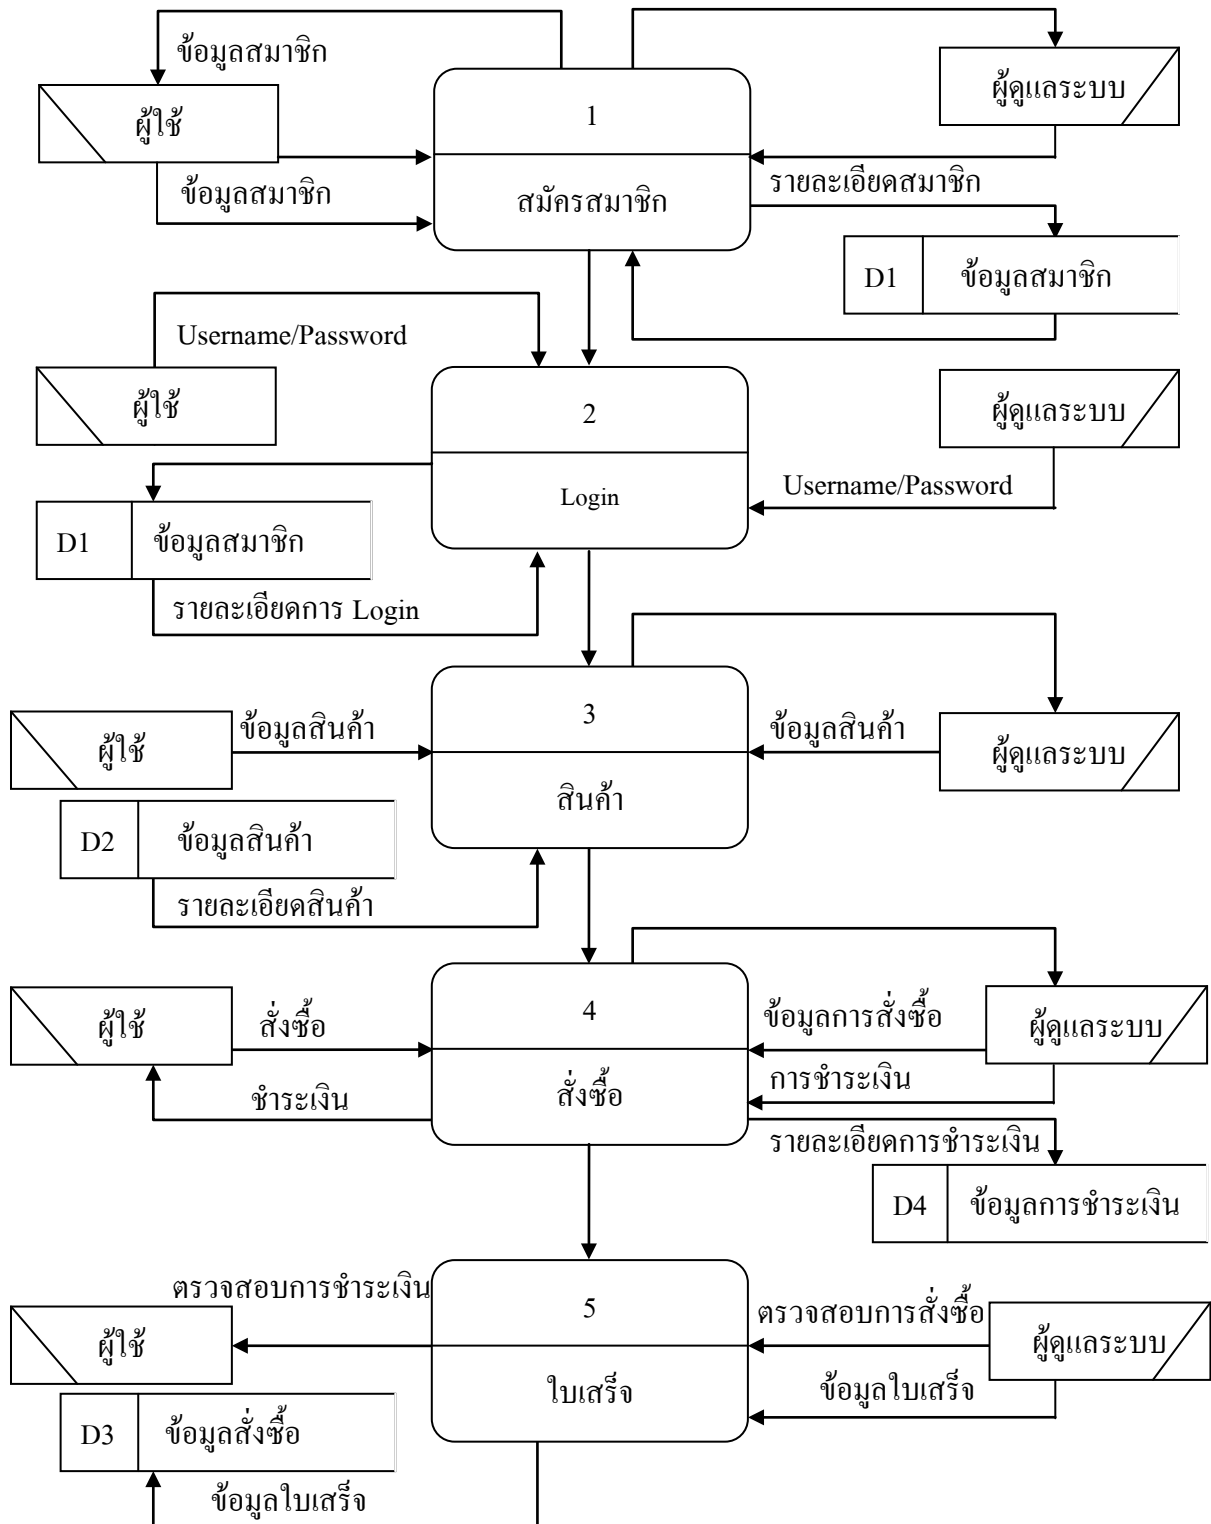 ข้อมูลสมาชิก
ผู้ใช้
1
ผู้ดูแลระบบ
ข้อมูลสมาชิก
สมัครสมาชิก
รายละเอียดสมาชิก
D1
ข้อมูลสมาชิก
Username/Password
ผู้ใช้
2
ผู้ดูแลระบบ
Login
Username/Password
D1
ข้อมูลสมาชิก
รายละเอียดการ Login
3
ผู้ใช้
ข้อมูลสินค้า
ข้อมูลสินค้า
ผู้ดูแลระบบ
สินค้า
D2
ข้อมูลสินค้า
รายละเอียดสินค้า
4
ผู้ใช้
สั่งซื้อ
ข้อมูลการสั่งซื้อ
ผู้ดูแลระบบ
ชำระเงิน
สั่งซื้อ
การชำระเงิน
รายละเอียดการชำระเงิน
D4
ข้อมูลการชำระเงิน
ตรวจสอบการชำระเงิน
5
ตรวจสอบการสั่งซื้อ
ผู้ใช้
ผู้ดูแลระบบ
ใบเสร็จ
ข้อมูลใบเสร็จ
D3
ข้อมูลสั่งซื้อ
ข้อมูลใบเสร็จ